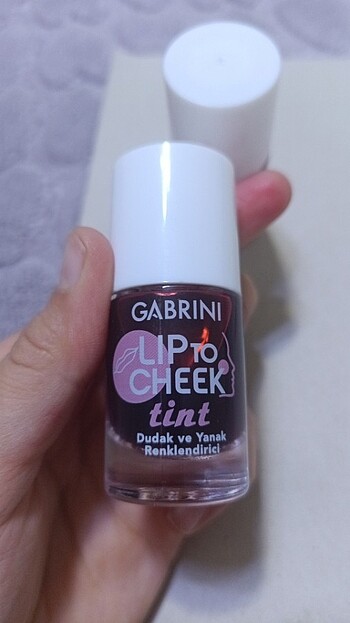 GABRINI
LIP TO
CHEEK
tint
Dudak ve Yanak
Renklendirici